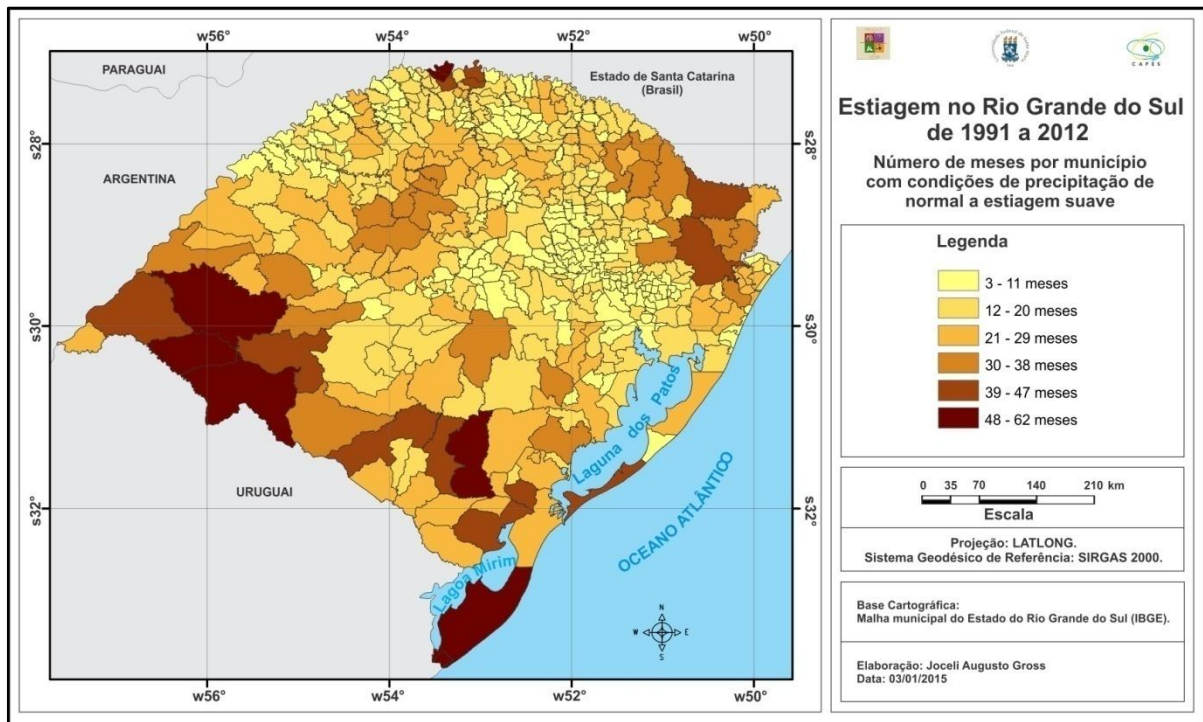 w56°
w54°
w52°
w50°
PARAGUAI
Estado de Santa Catarina
(Brasil)
s28°
s28°
ARGENTINA
s30°
s30°
Laguna dos Patos
URUGUAI
OCEANO ATLÂNTICO
s32°
s32°
Lagoa Mirim
N
W
E
S
w56°
w54°
w52°
w50°
CAPES
Estiagem no Rio Grande do Sul
de 1991 a 2012
Número de meses por município
com condições de precipitação de
normal a estiagem suave
Legenda
3 - 11 meses
12 - 20 meses
21 - 29 meses
30 - 38 meses
39 - 47 meses
48 - 62 meses
0 35 70 140 210 km
Escala
Projeção: LATLONG.
Sistema Geodésico de Referência: SIRGAS 2000.
Base Cartográfica:
Malha municipal do Estado do Rio Grande do Sul (IBGE).
Elaboração: Joceli Augusto Gross
Data: 03/01/2015